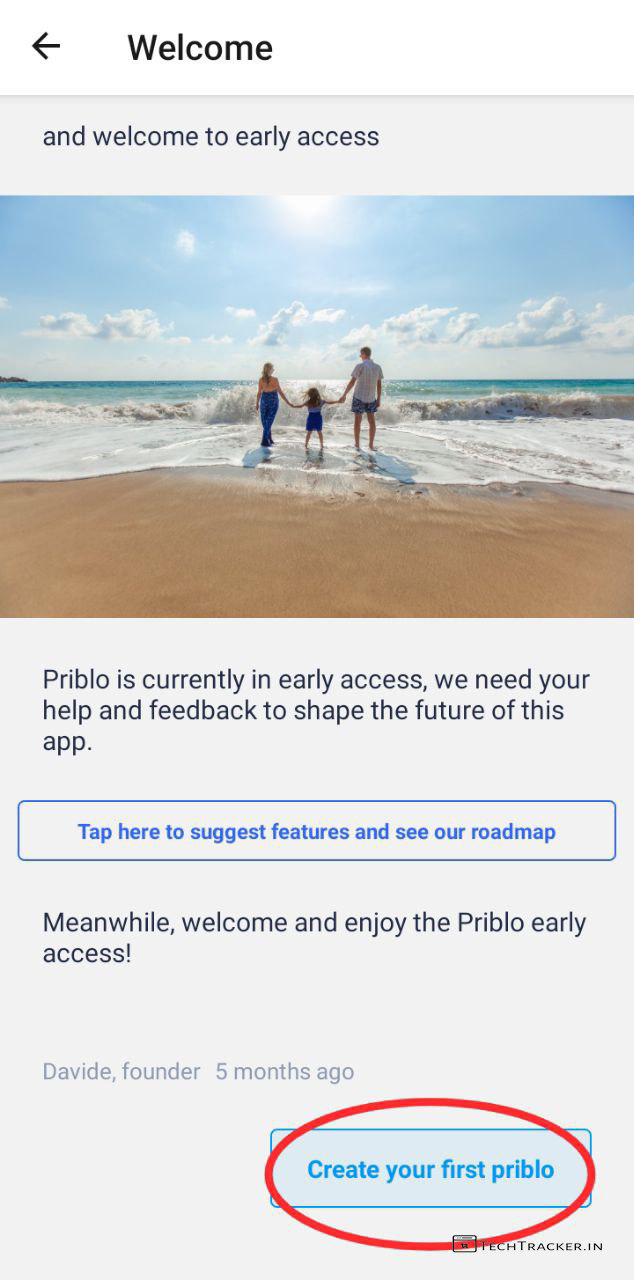 Welcome
and welcome to early access
Priblo is currently in early access, we need your
help and feedback to shape the future of this
app.
Tap here to suggest features and see our roadmap
Meanwhile, welcome and enjoy the Priblo early
access!
Davide, founder 5 months ago
Create your first priblo
TechTracker.in